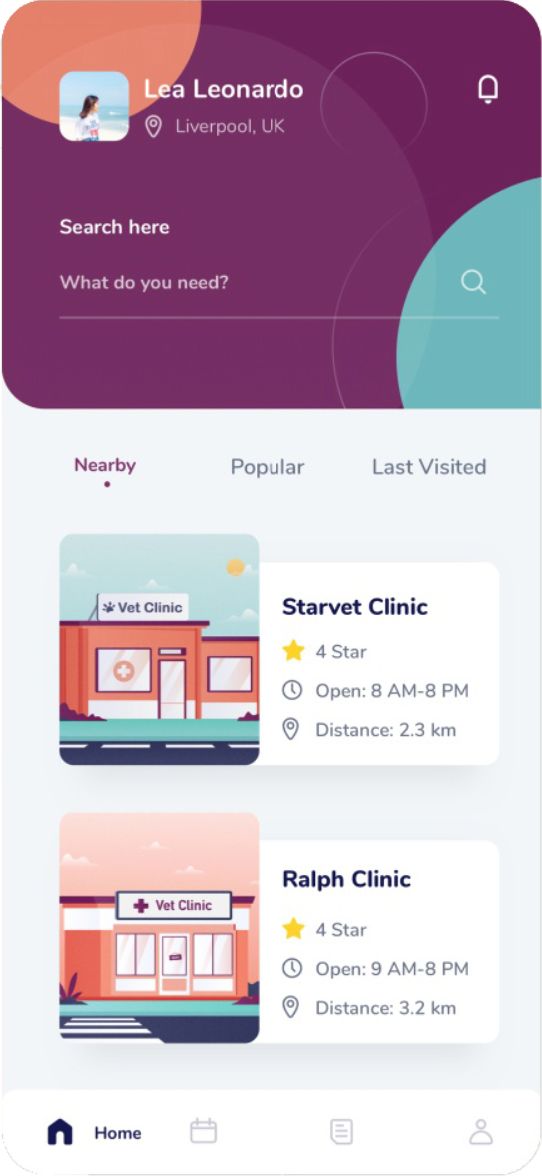 Lea Leonardo
Liverpool, UK
Search here
What do you need?
Nearby
Popular
Last Visited
Vet Clinic
Starvet Clinic
4 Star
Open: 8 AM-8 PM
Distance: 2.3 km
Vet Clinic
Ralph Clinic
4 Star
Open: 9 AM-8 PM
Distance: 3.2 km
Home